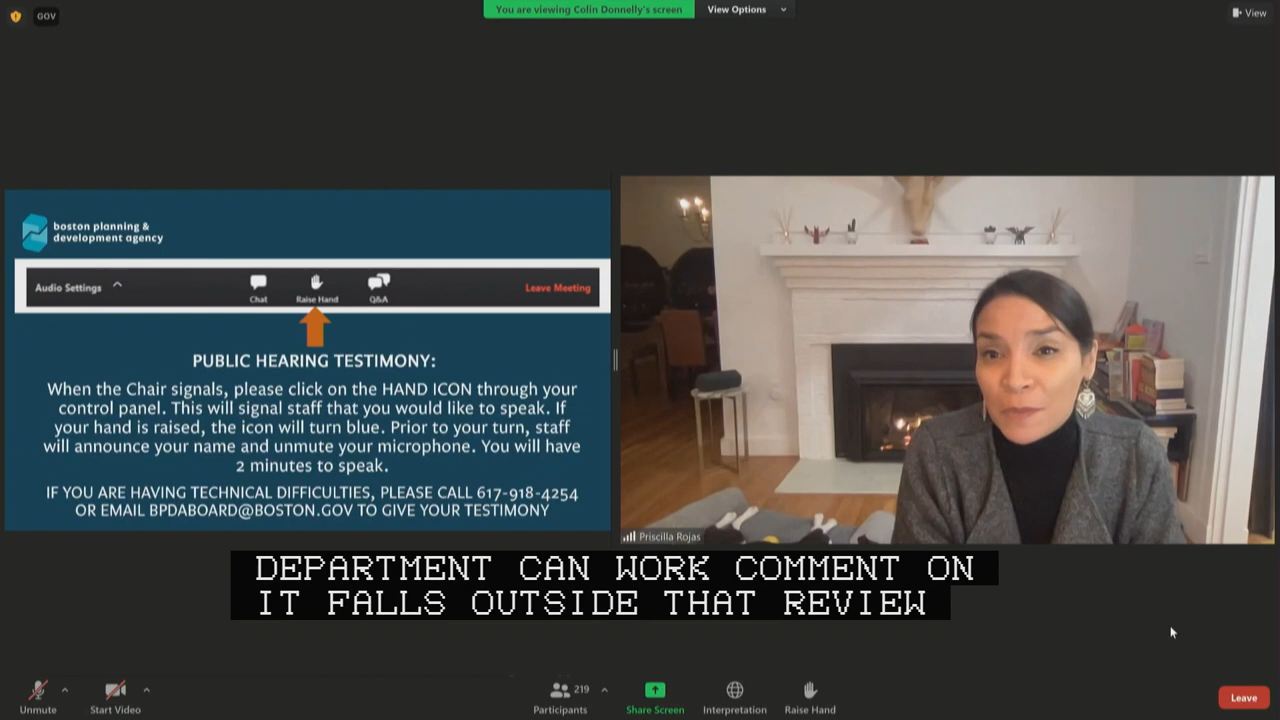 GOV
You are viewing Colin Donnelly's screen
View Options
View
boston planning &
development agency
Audio Settings
Chat
Raise Hand
Q&A
Leave Meeting
PUBLIC HEARING TESTIMONY:
When the Chair signals, please click on the HAND ICON through your
control panel. This will signal staff that you would like to speak. If
your hand is raised, the icon will turn blue. Prior to your turn, staff
will announce your name and unmute your microphone. You will have
2 minutes to speak.
IF YOU ARE HAVING TECHNICAL DIFFICULTIES, PLEASE CALL 617-918-4254
OR EMAIL BPDABOARD@BOSTON.GOV TO GIVE YOUR TESTIMONY
Priscilla Rojas
DEPARTMENT CAN WORK COMMENT ON
IT FALLS OUTSIDE THAT REVIEW
Unmute
Start Video
219
Participants
Share Screen
Interpretation
Raise Hand
Leave